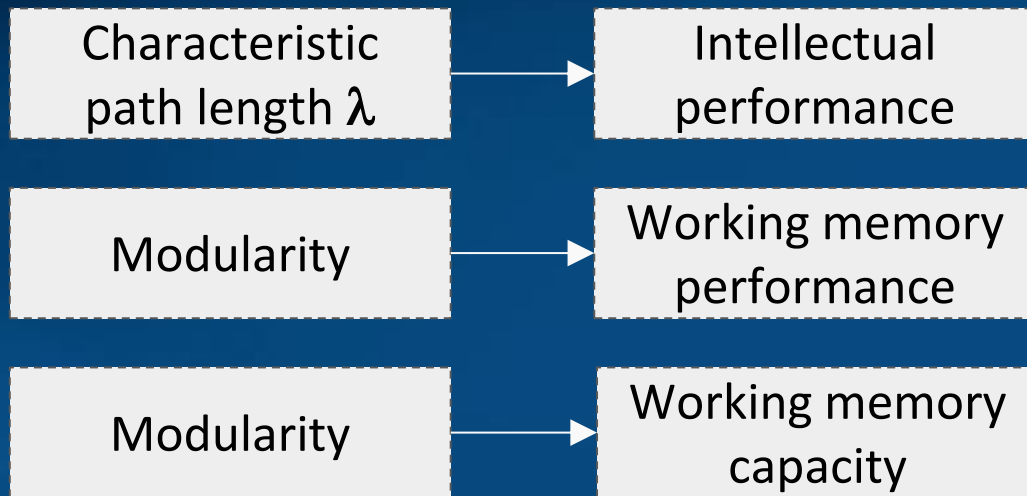 Characteristic
path length λ
Intellectual
performance
Modularity
Working memory
performance
Modularity
Working memory
capacity